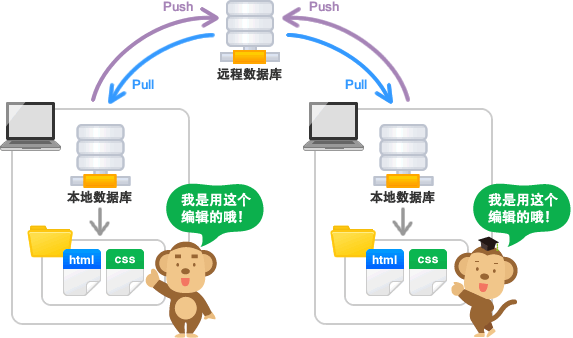 Push
Push
远程数据库
Pull
Pull
本地数据库
我是用这个
编辑的哦！
html
css
本地数据库
我是用这个
编辑的哦！
html
css